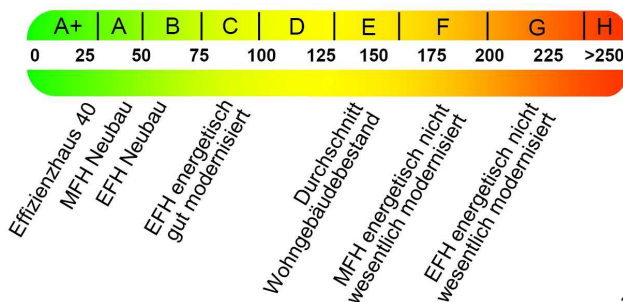 A+ A B C D E F G H
0 25 50 75 100 125 150 175 200 225 >250
Effizienzhaus 40
MFH Neubau
EFH Neubau
EFH energetisch
gut modernisiert
Durchschnitt
Wohngebäudebestand
MFH energetisch nicht
wesentlich modernisiert
EFH energetisch nicht
wesentlich modernisiert